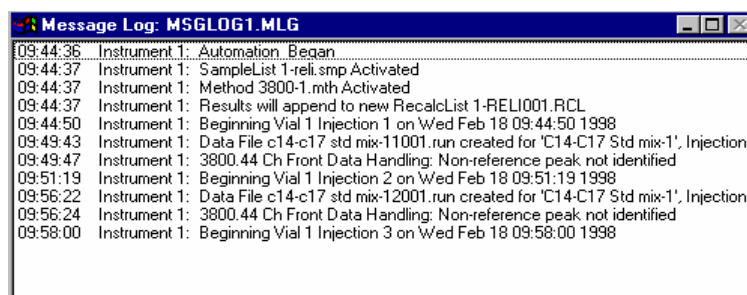 Message Log: MSGLOG1.MLG
09:44:36 Instrument 1: Automation Began
09:44:37 Instrument 1: SampleList 1-reli.smp Activated
09:44:37 Instrument 1: Method 3800-1.mth Activated
09:44:37 Instrument 1: Results will append to new RecalcList 1-RELI001.RCL
09:44:50 Instrument 1: Beginning Vial 1 Injection 1 on Wed Feb 18 09:44:50 1998
09:49:43 Instrument 1: Data File c14-c17 std mix-11001.run created for 'C14-C17 Std mix-1', Injection
09:49:47 Instrument 1: 3800.44 Ch Front Data Handling: Non-reference peak not identified
09:51:19 Instrument 1: Beginning Vial 1 Injection 2 on Wed Feb 18 09:51:19 1998
09:56:22 Instrument 1: Data File c14-c17 std mix-12001.run created for 'C14-C17 Std mix-1', Injection
09:56:24 Instrument 1: 3800.44 Ch Front Data Handling: Non-reference peak not identified
09:58:00 Instrument 1: Beginning Vial 1 Injection 3 on Wed Feb 18 09:58:00 1998